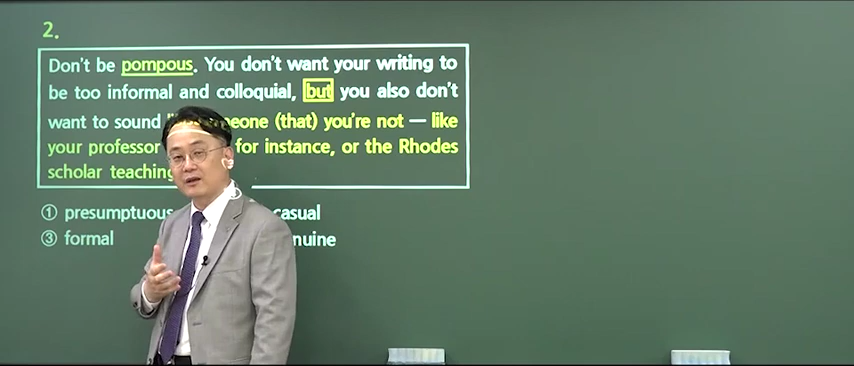 2.
Don't be pompous. You don't want your writing to
be too informal and colloquial, but you also don't
want to sound someone (that) you're not — like
your professor for instance, or the Rhodes
scholar teaching
① presumptuous casual
③ formal